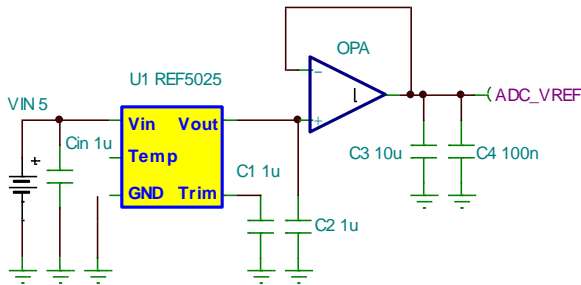 OPA
U1 REF5025
VIN 5
ADC_VREF
Vin Vout
Cin 1u
Temp
C1 1u
C3 10u
C4 100n
GND Trim
C2 1u